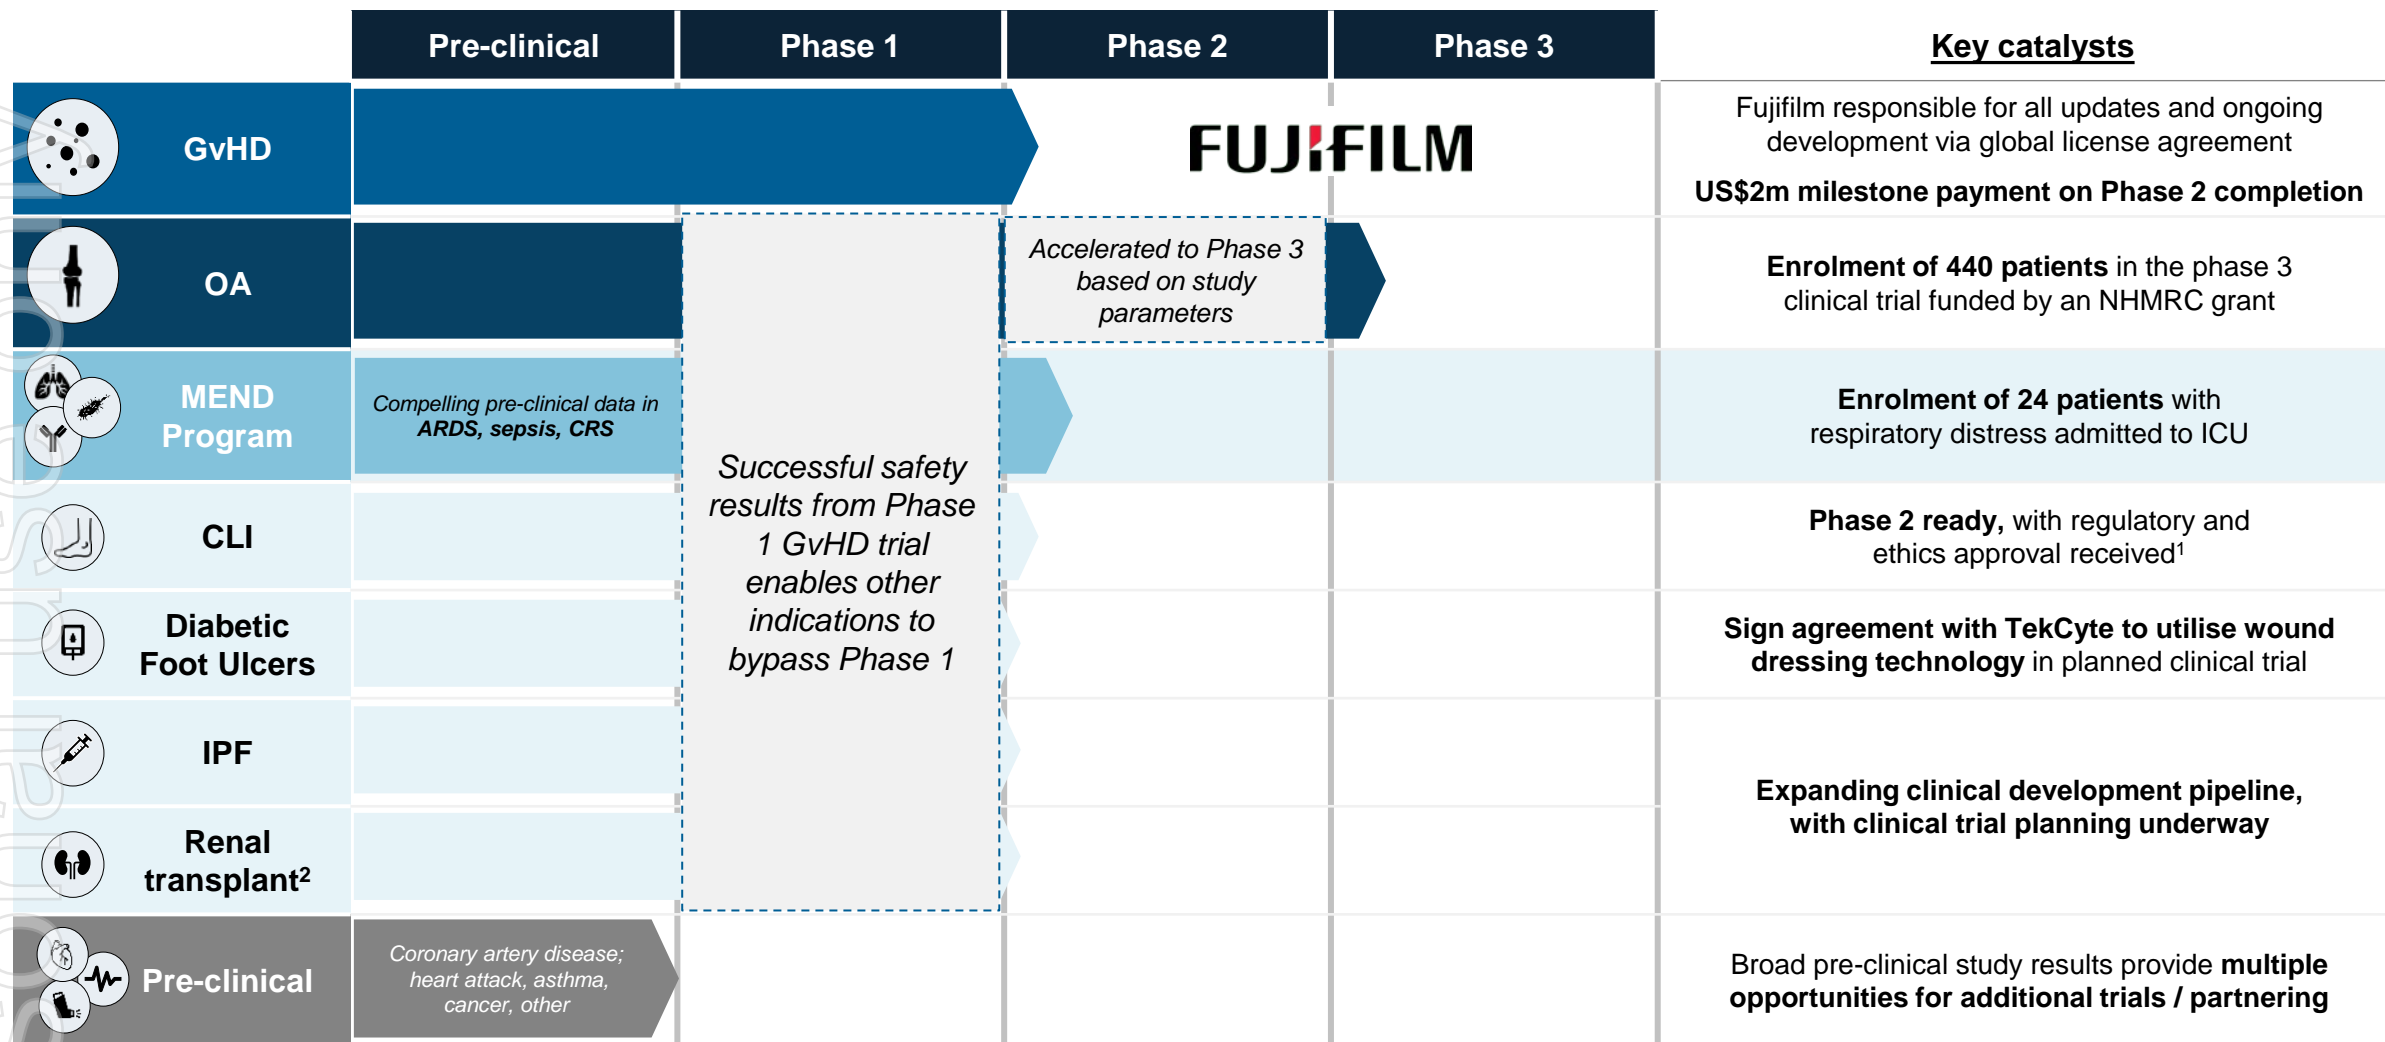 Pre-clinical
Phase 1
Phase 2
Phase 3
Key catalysts
GvHD
FUJIFILM
Fujifilm responsible for all updates and ongoing
development via global license agreement
US$2m milestone payment on Phase 2 completion
OA
Accelerated to Phase 3
based on study
parameters
Enrolment of 440 patients in the phase 3
clinical trial funded by an NHMRC grant
MEND
Program
Compelling pre-clinical data in
ARDS, sepsis, CRS
Successful safety
results from Phase
1 GvHD trial
enables other
indications to
bypass Phase 1
Enrolment of 24 patients with
respiratory distress admitted to ICU
CLI
Phase 2 ready, with regulatory and
ethics approval received¹
Diabetic
Foot Ulcers
Sign agreement with TekCyte to utilise wound
dressing technology in planned clinical trial
IPF
Expanding clinical development pipeline,
with clinical trial planning underway
Renal
transplant²
Pre-clinical
Coronary artery disease;
heart attack, asthma,
cancer, other
Broad pre-clinical study results provide multiple
opportunities for additional trials / partnering